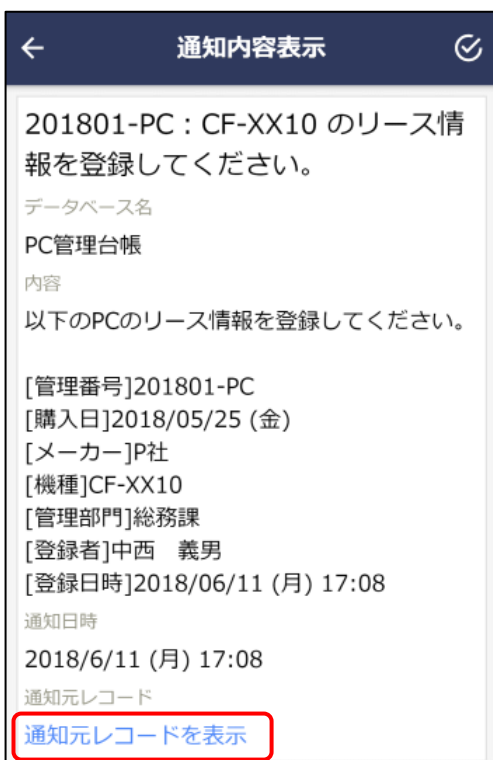 通知内容表示
201801-PC：CF-XX10 のリース情
報を登録してください。
データベース名
PC管理台帳
内容
以下のPCのリース情報を登録してください。
[管理番号]201801-PC
[購入日]2018/05/25 (金)
[メーカー]P社
[機種]CF-XX10
[管理部門]総務課
[登録者]中西　義男
[登録日時]2018/06/11 (月) 17:08
通知日時
2018/6/11 (月) 17:08
通知元レコード
通知元レコードを表示